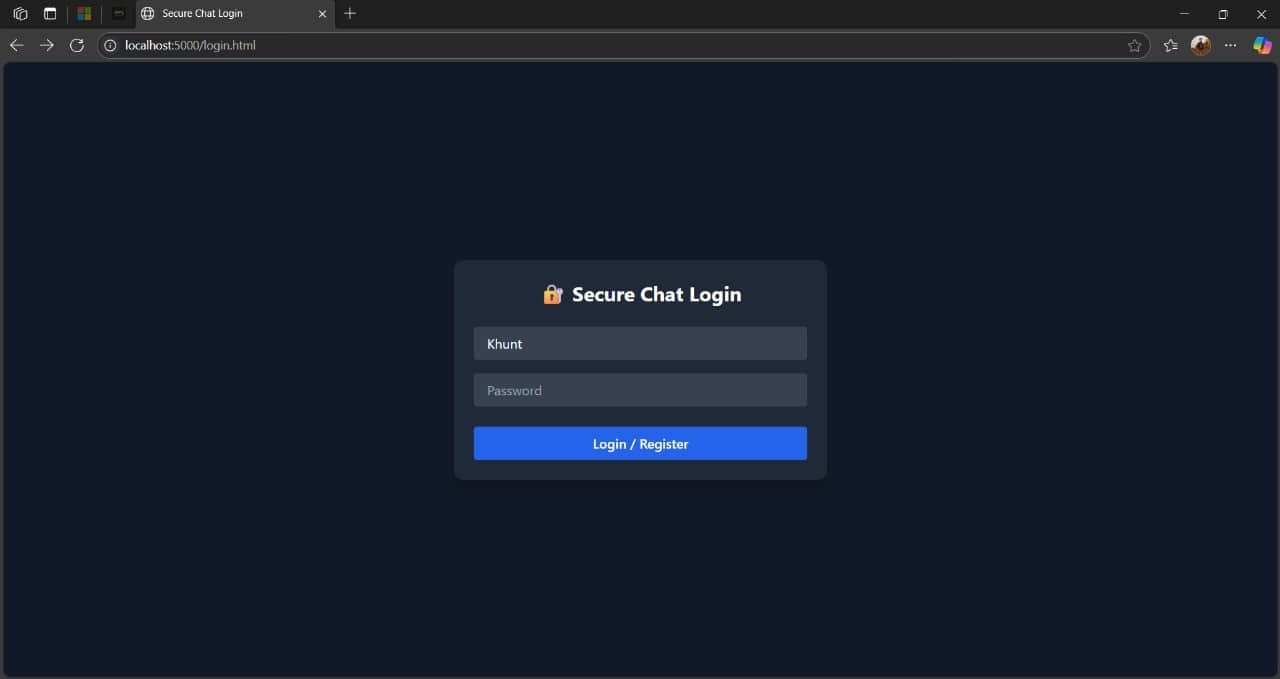 Secure Chat Login
localhost:5000/login.html
🔐 Secure Chat Login
Khunt
Password
Login / Register